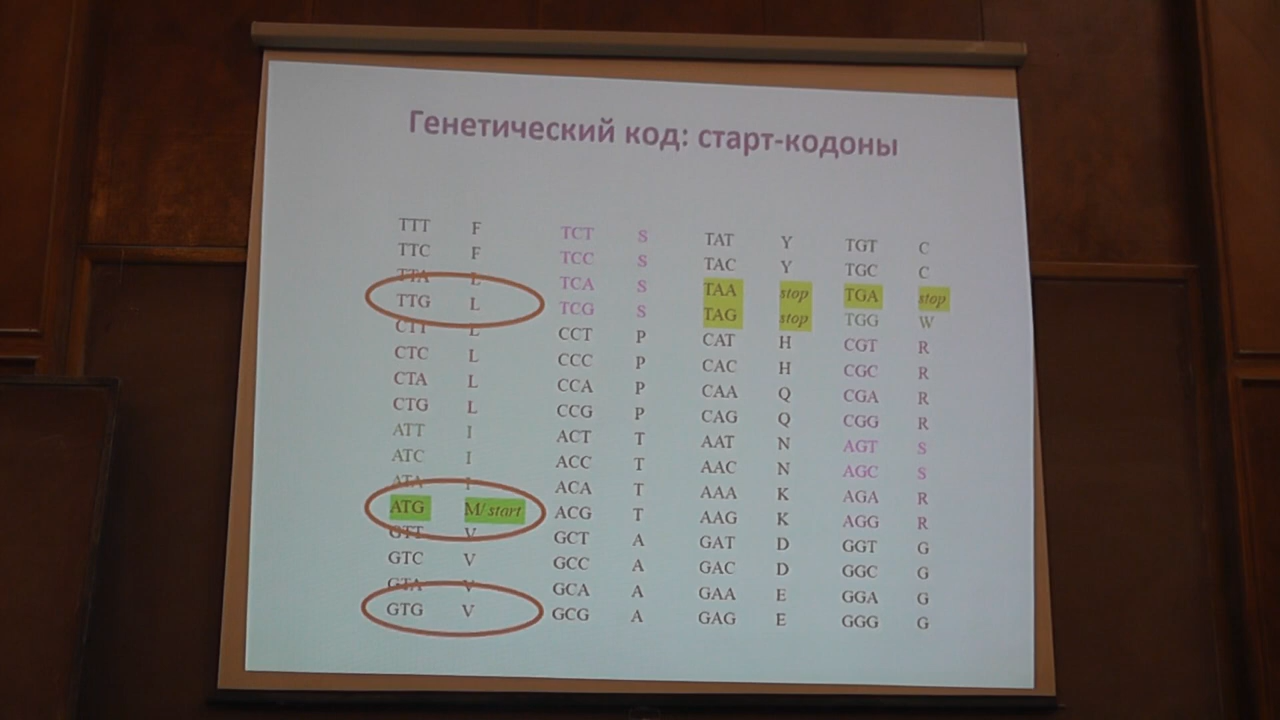 Генетический код: старт-кодоны
TTT F TCT S TAT Y TGT C
TTC F TCC S TAC Y TGC C
TTA L TCA S TAA stop TGA stop
TTG L TCG S TAG stop TGG W
CTT L CCT P CAT H CGT R
CTC L CCC P CAC H CGC R
CTA L CCA P CAA Q CGA R
CTG L CCG P CAG Q CGG R
ATT I ACT T AAT N AGT S
ATC I ACC T AAC N AGC S
ATA I ACA T AAA K AGA R
ATG M/start ACG T AAG K AGG R
GTT V GCT A GAT D GGT G
GTC V GCC A GAC D GGC G
GTA V GCA A GAA E GGA G
GTG V GCG A GAG E GGG G